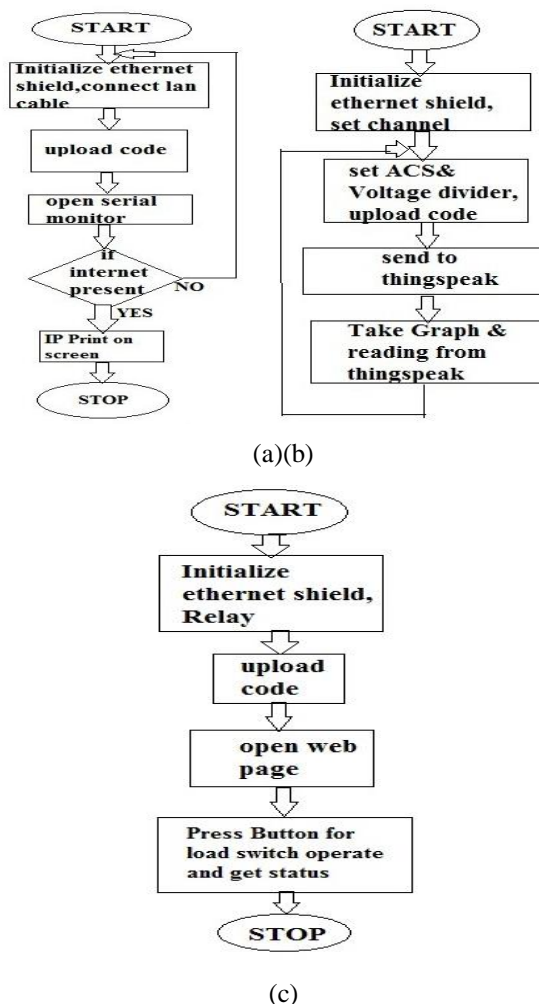 START
Initialize ethernet
shield,connect lan
cable
upload code
open serial
monitor
if
internet
present
NO
YES
IP Print on
screen
STOP
START
Initialize
ethernet shield,
set channel
set ACS&
Voltage divider,
upload code
send to
thingspeak
Take Graph &
reading from
thingspeak
(a)(b)
START
Initialize
ethernet shield,
Relay
upload
code
open web
page
Press Button for
load switch operate
and get status
STOP
(c)